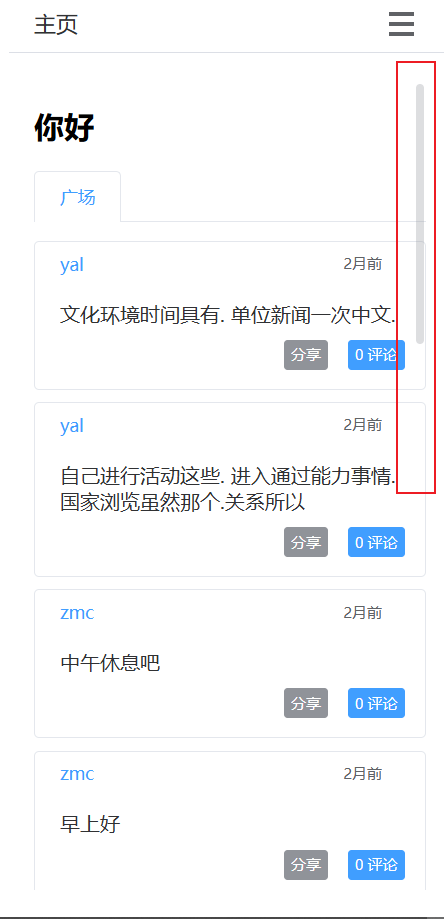 主页
你好
广场
yal 2月前
文化环境时间具有. 单位新闻一次中文.
分享 0 评论
yal 2月前
自己进行活动这些. 进入通过能力事情.
国家浏览虽然那个.关系所以
分享 0 评论
zmc 2月前
中午休息吧
分享 0 评论
zmc 2月前
早上好
分享 0 评论